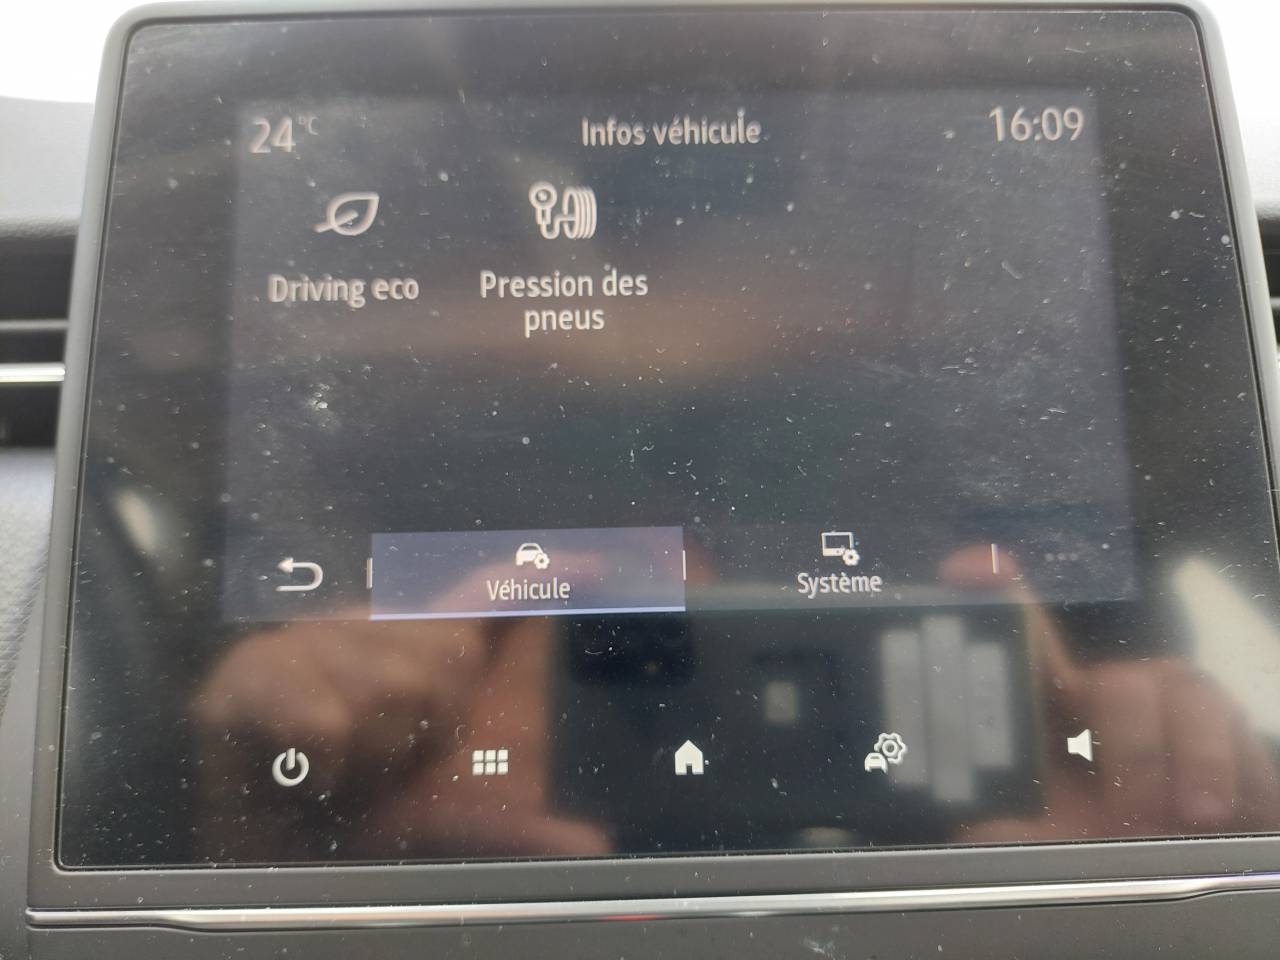 24°C
Infos véhicule
16:09
Driving eco
Pression des
pneus
Véhicule
Système